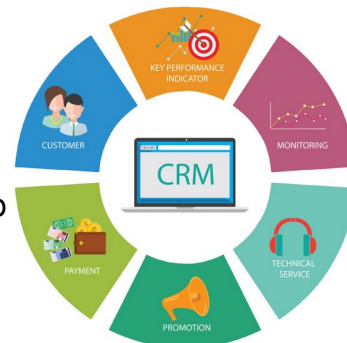 KEY PERFORMANCE
INDICATOR
CUSTOMER
MONITORING
CRM
PAYMENT
TECHNICAL
SERVICE
PROMOTION